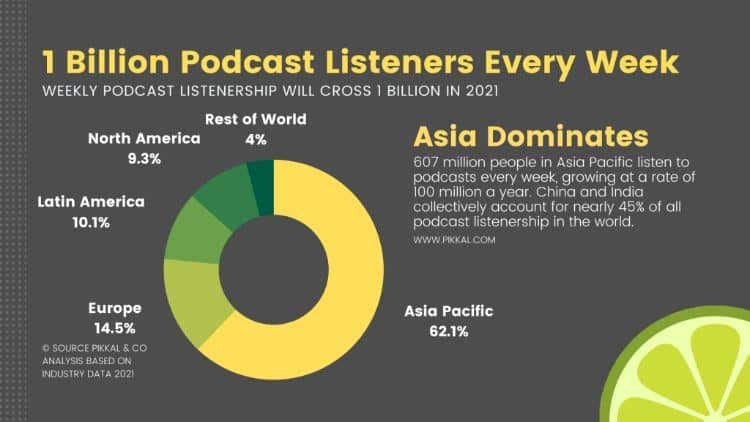 1 Billion Podcast Listeners Every Week
WEEKLY PODCAST LISTENERSHIP WILL CROSS 1 BILLION IN 2021
Rest of World
4%
North America
9.3%
Latin America
10.1%
Europe
14.5%
© SOURCE PIKKAL & CO
ANALYSIS BASED ON
INDUSTRY DATA 2021
Asia Dominates
607 million people in Asia Pacific listen to
podcasts every week, growing at a rate of
100 million a year. China and India
collectively account for nearly 45% of all
podcast listenership in the world.
WWW.PIKKAL.COM
Asia Pacific
62.1%